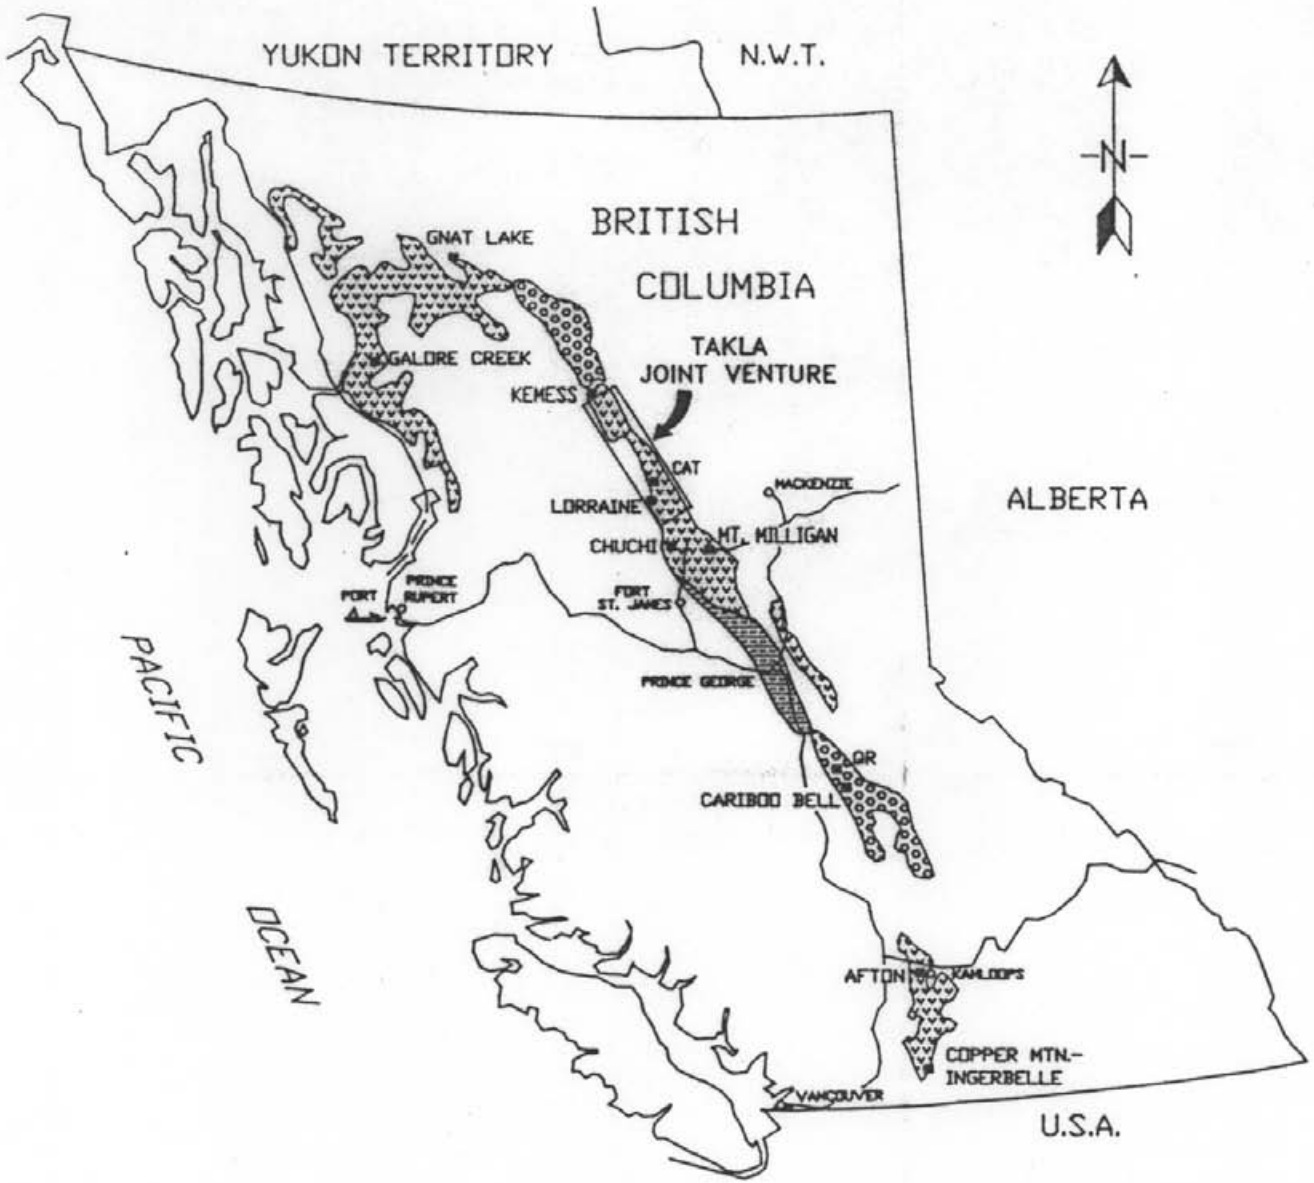 YUKON TERRITORY
N.W.T.
N
BRITISH
COLUMBIA
GNAT LAKE
TAKLA
JOINT VENTURE
GALORE CREEK
KEMESS
CAT
MACKENZIE
LORRAINE
ALBERTA
CHUCHI
MT. MILLIGAN
PORT
PRINCE
RUPERT
FORT
ST. JAMES
PACIFIC
PRINCE GEORGE
QR
CARIBOO BELL
OCEAN
AFTON
KAMLOOPS
COPPER MTN.-
INGERBELLE
VANCOUVER
U.S.A.